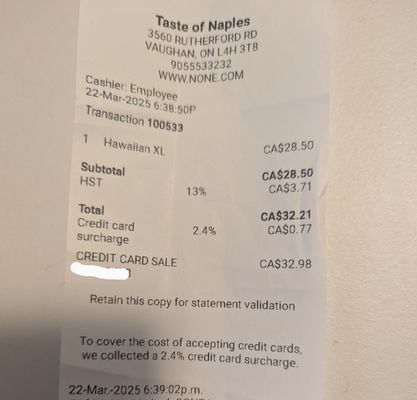 Taste of Naples
3560 RUTHERFORD RD
VAUGHAN, ON L4H 3T8
9055533232
WWW.NONE.COM
Cashier: Employee
22-Mar-2025 6:38:50P
Transaction 100533
1 Hawaiian XL CA$28.50
Subtotal CA$28.50
HST 13% CA$3.71
Total CA$32.21
Credit card surcharge 2.4% CA$0.77
CREDIT CARD SALE CA$32.98
Retain this copy for statement validation
To cover the cost of accepting credit cards,
we collected a 2.4% credit card surcharge.
22-Mar.-2025 6:39:02p.m.